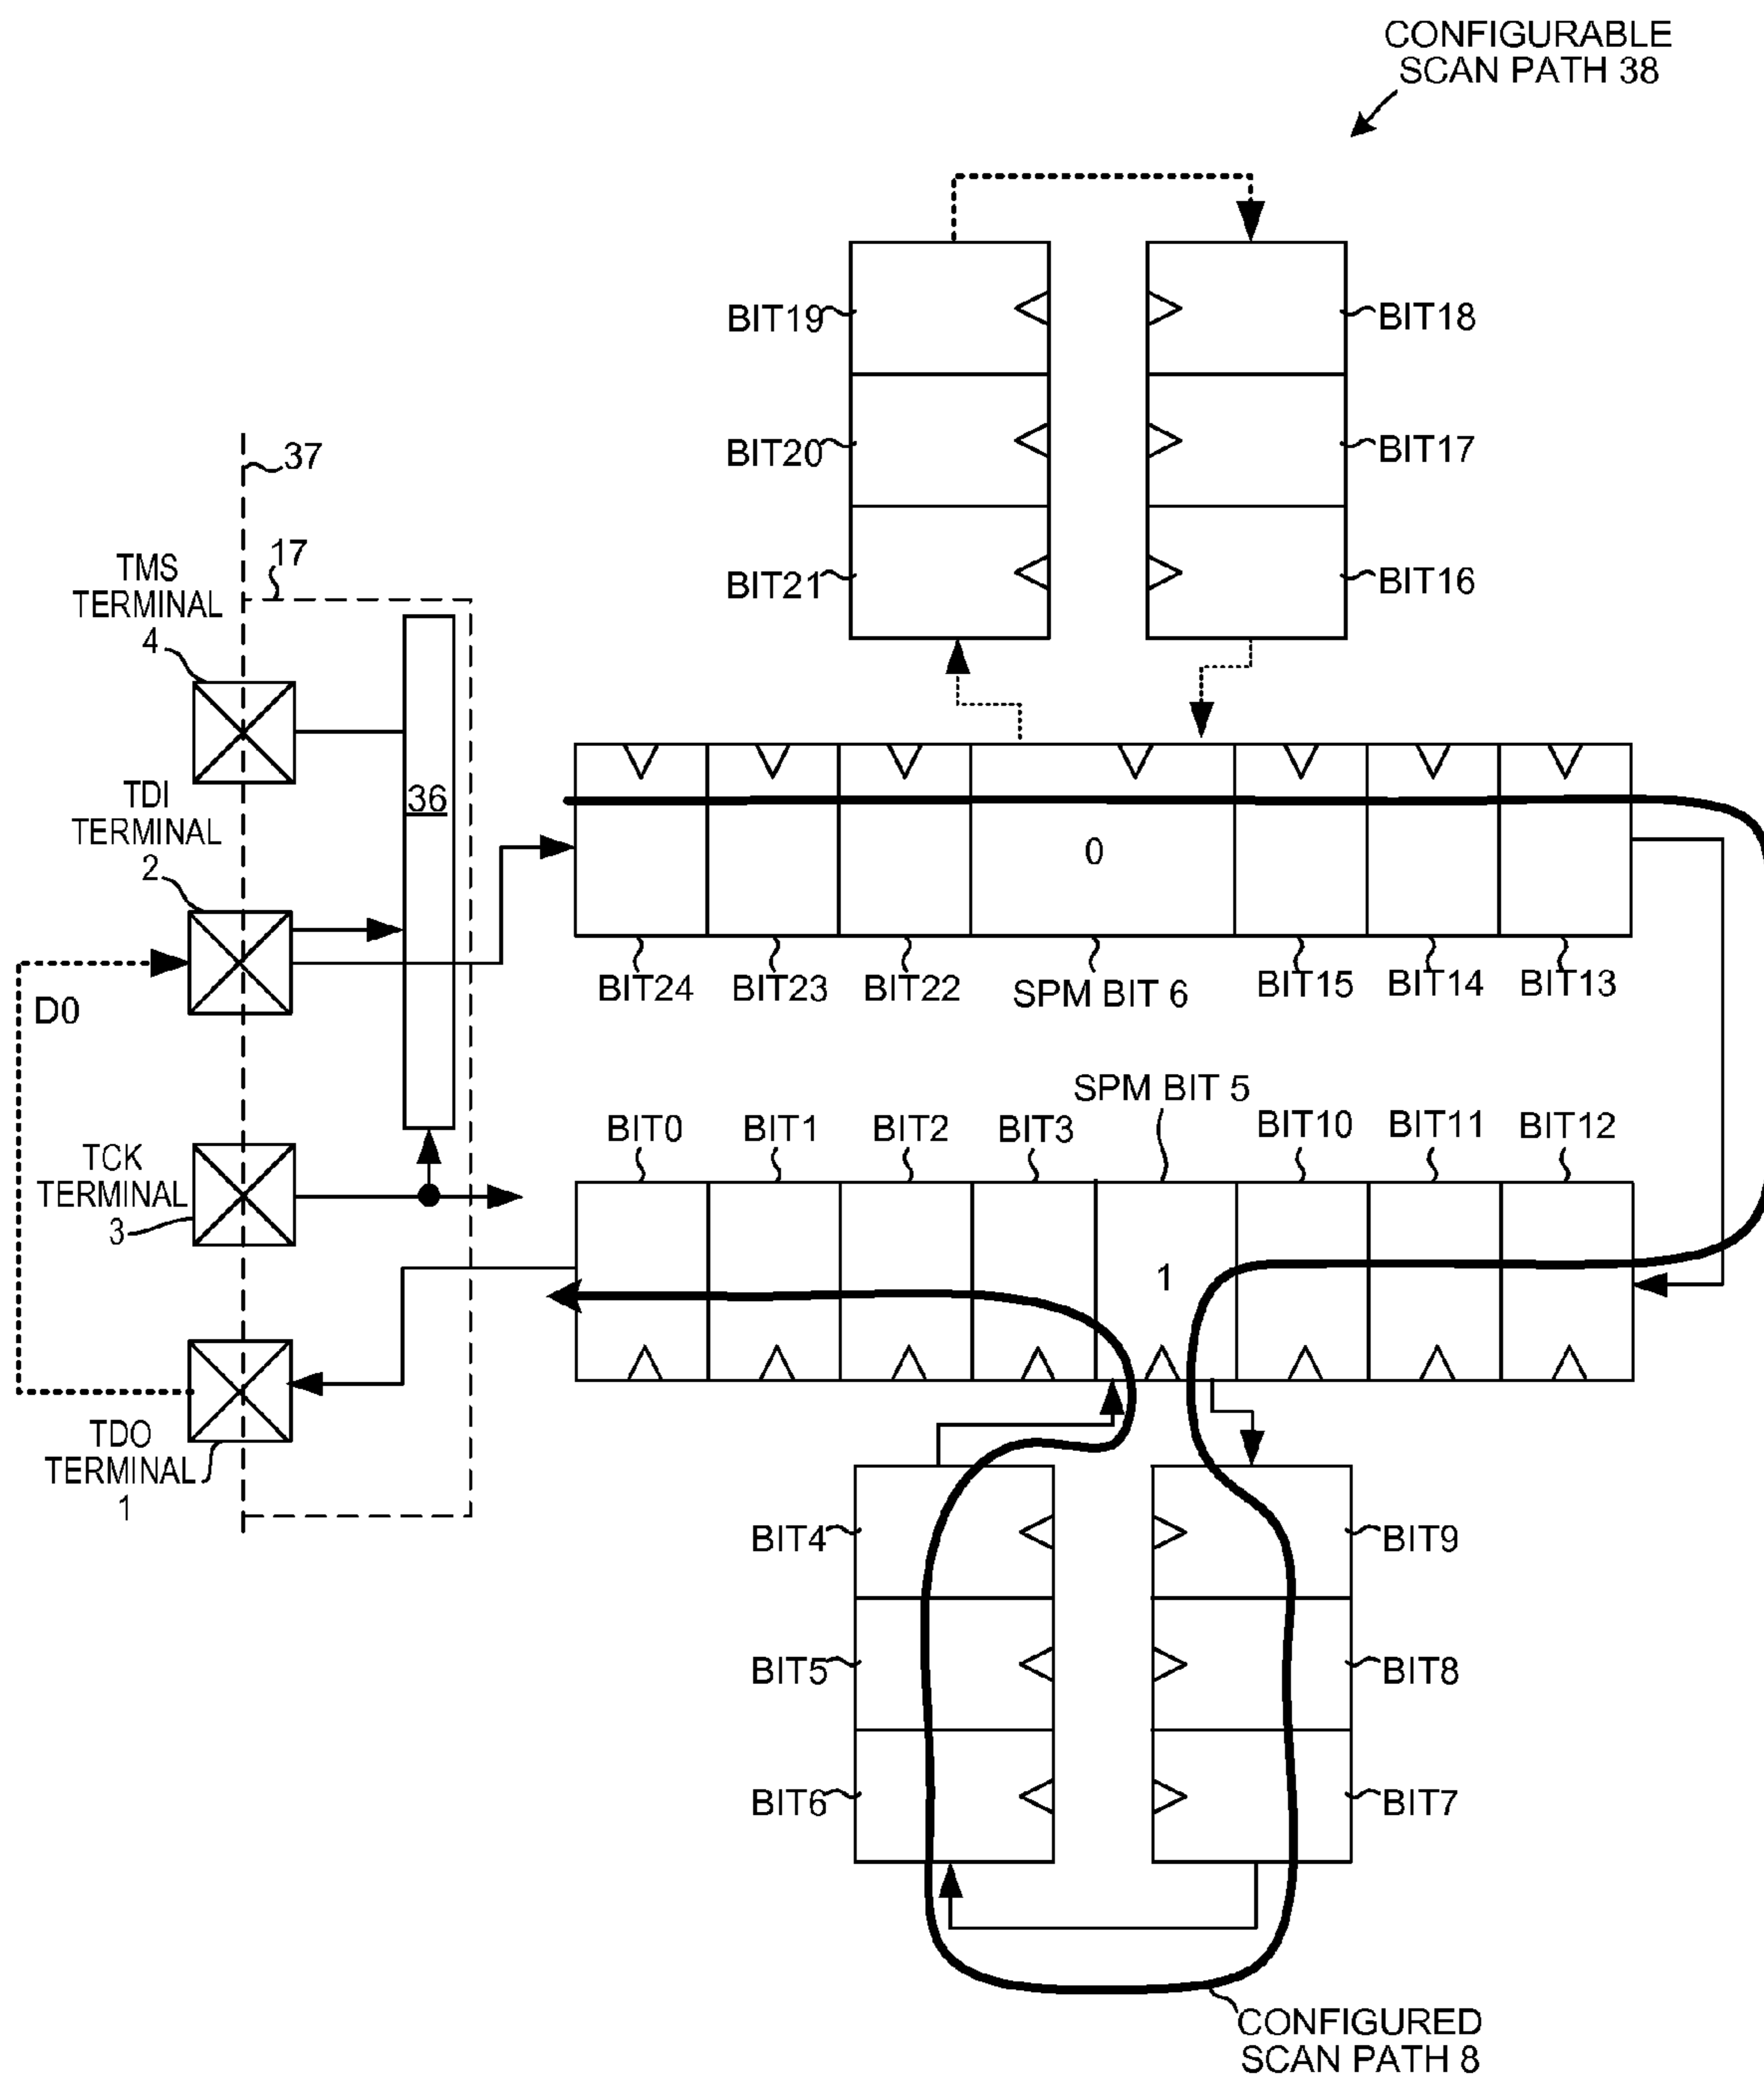 CONFIGURABLE
SCAN PATH 38
BIT19
BIT18
BIT20
BIT17
BIT21
BIT16
37
17
TMS
TERMINAL
4
TDI
TERMINAL
2
36
0
BIT24
BIT23
BIT22
SPM BIT 6
BIT15
BIT14
BIT13
D0
TCK
TERMINAL
3
SPM BIT 5
BIT0
BIT1
BIT2
BIT3
BIT10
BIT11
BIT12
1
TDO
TERMINAL
1
BIT4
BIT9
BIT5
BIT8
BIT6
BIT7
CONFIGURED
SCAN PATH 8